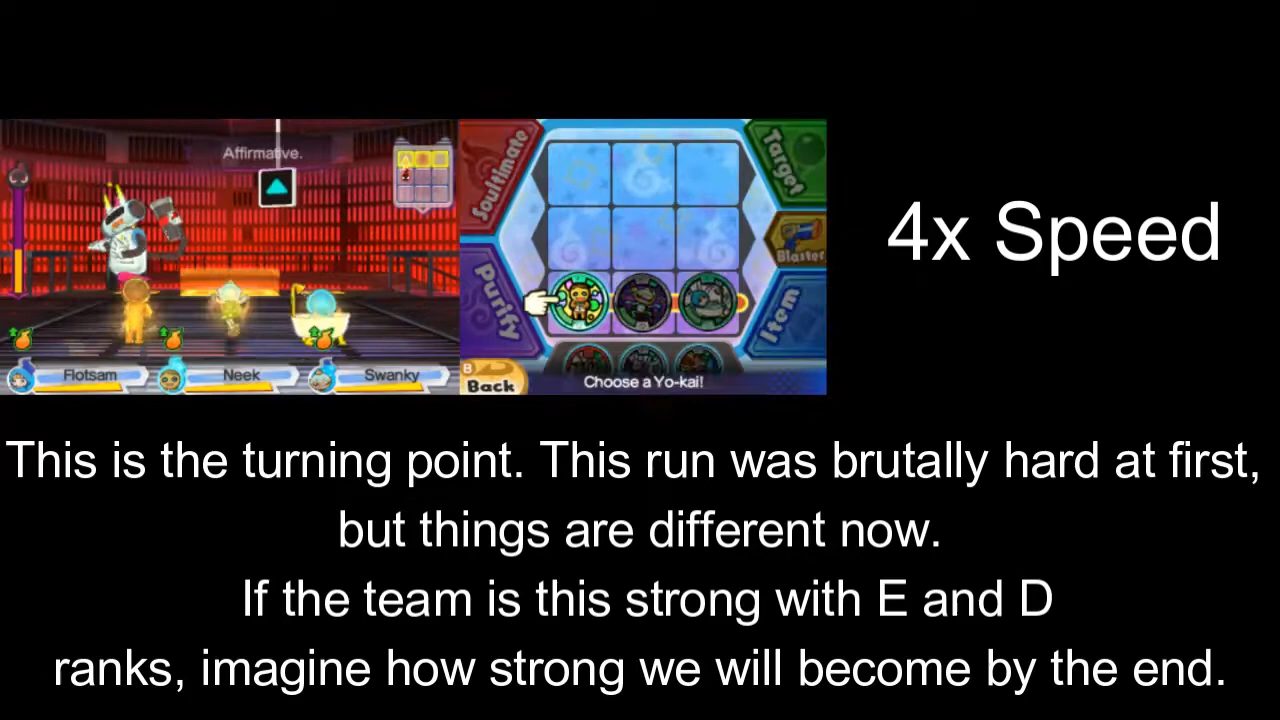 Affirmative.
Soultimate
Target
Blaster
Purify
Item
Flotsam
Neek
Swanky
B
Back
Choose a Yo-kai!
4x Speed
This is the turning point. This run was brutally hard at first,
but things are different now.
If the team is this strong with E and D
ranks, imagine how strong we will become by the end.